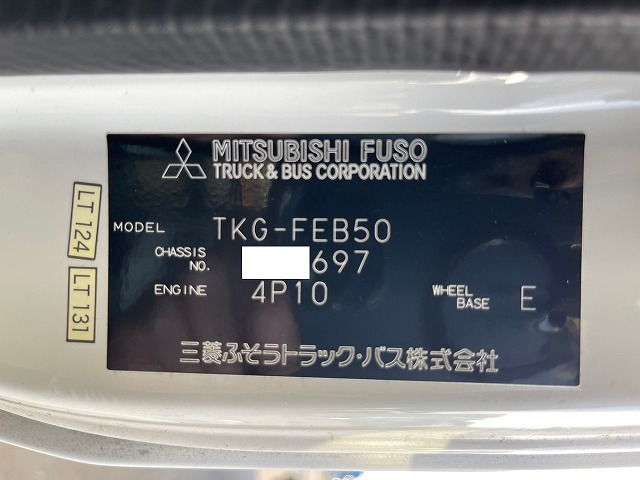 MITSUBISHI FUSO
TRUCK & BUS CORPORATION
MODEL TKG-FEB50
CHASSIS NO. 697
ENGINE 4P10 WHEEL BASE E
三菱ふそうトラック・バス株式会社
LT 124
LT 131